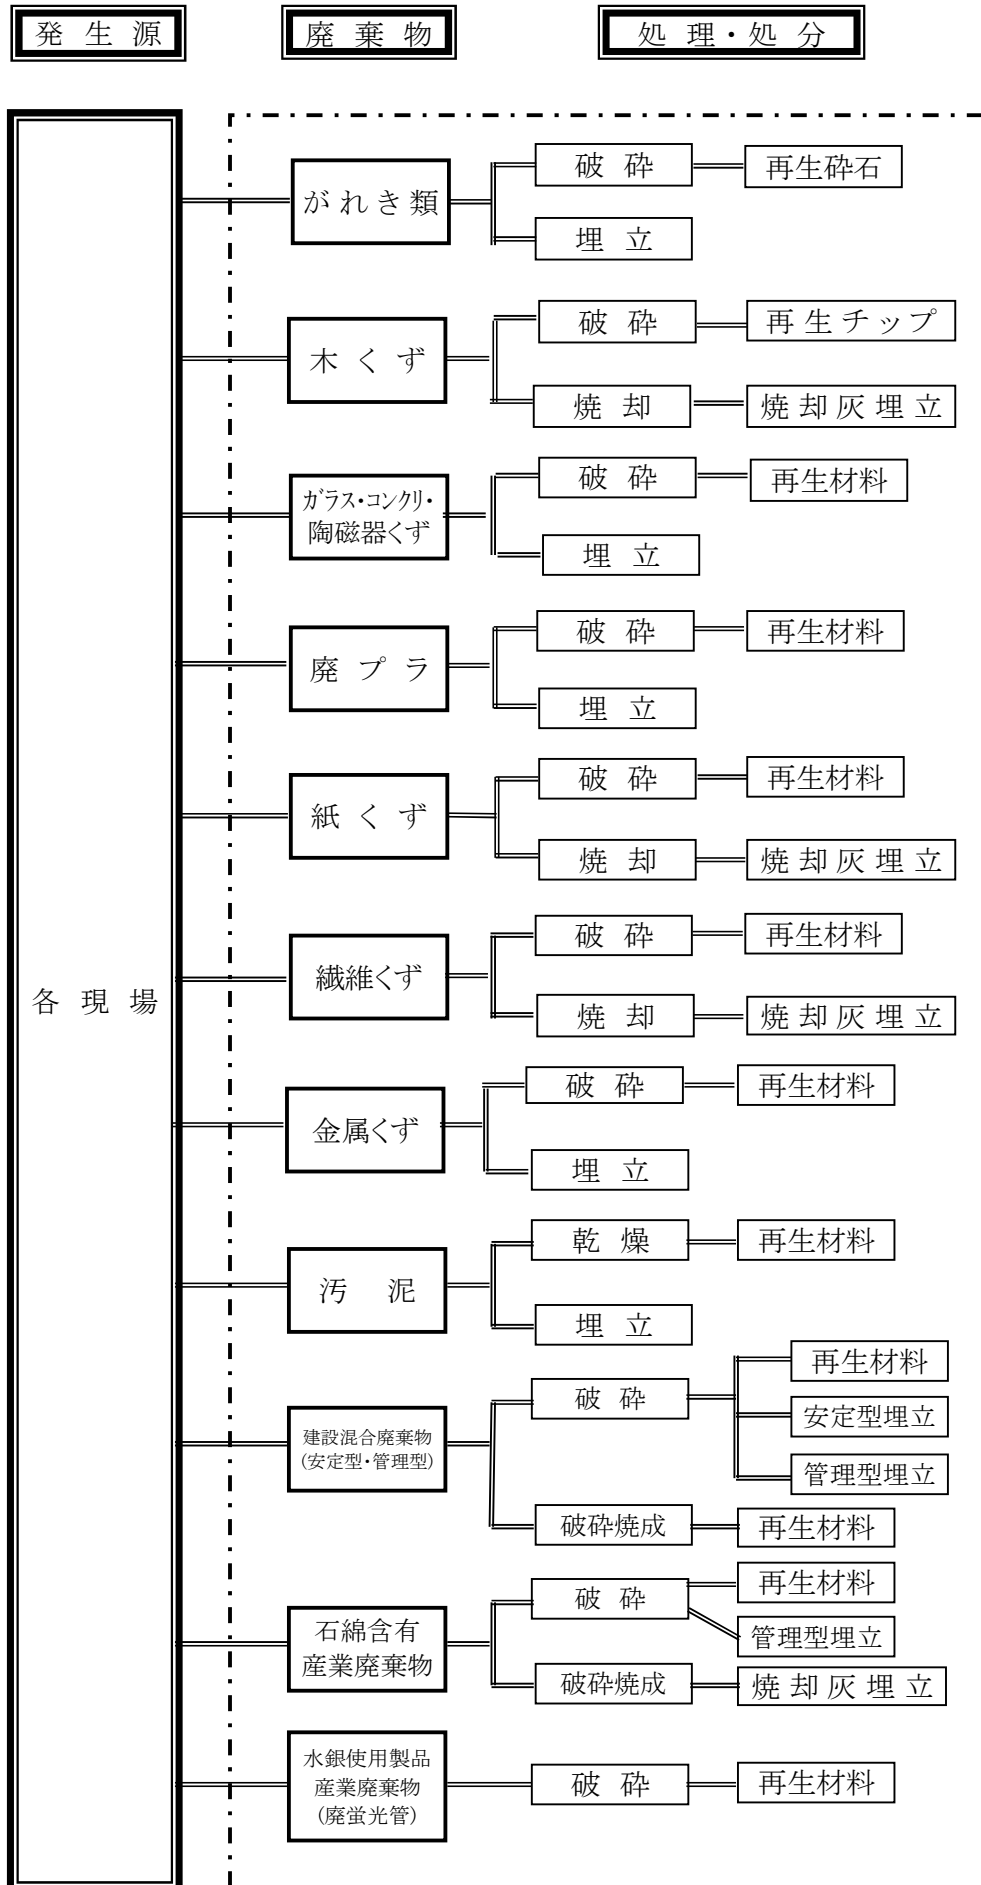 発生源
廃棄物
処理・処分
各現場
がれき類
破砕
再生砕石
埋立
木くず
破砕
再生チップ
焼却
焼却灰埋立
ガラス・コンクリ・
陶磁器くず
破砕
再生材料
埋立
廃プラ
破砕
再生材料
埋立
紙くず
破砕
再生材料
焼却
焼却灰埋立
繊維くず
破砕
再生材料
焼却
焼却灰埋立
金属くず
破砕
再生材料
埋立
汚泥
乾燥
再生材料
埋立
建設混合廃棄物
(安定型・管理型)
破砕
再生材料
安定型埋立
管理型埋立
破砕焼成
再生材料
石綿含有
産業廃棄物
破砕
再生材料
管理型埋立
破砕焼成
焼却灰埋立
水銀使用製品
産業廃棄物
(廃蛍光管)
破砕
再生材料